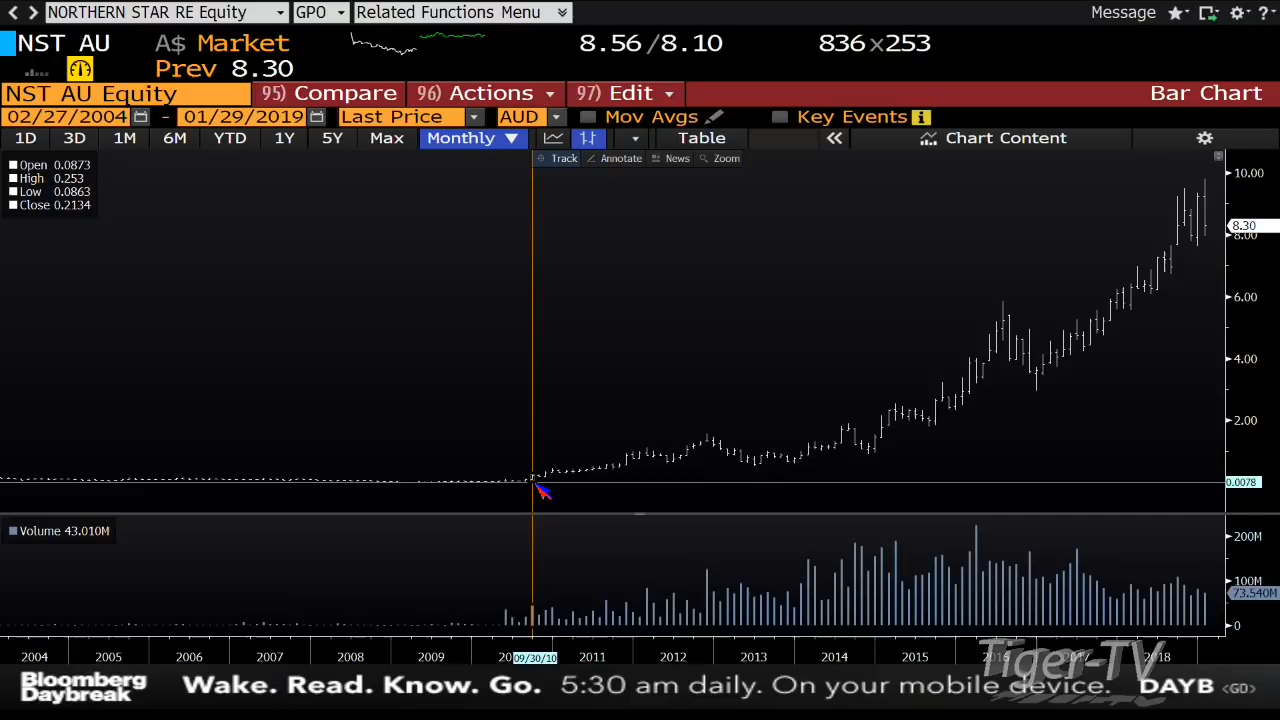 NORTHERN STAR RE Equity GPO Related Functions Menu Message ?
NST AU A$ Market 8.56/8.10 836x253
Prev 8.30
NST AU Equity 95) Compare 96) Actions 97) Edit Bar Chart
02/27/2004 - 01/29/2019 Last Price AUD Mov Avgs Key Events i
1D 3D 1M 6M YTD 1Y 5Y Max Monthly ▼ Table « Chart Content
Track Annotate News Zoom
Open 0.0873
High 0.253
Low 0.0863
Close 0.2134
10.00
8.30
8.00
6.00
4.00
2.00
0.0078
Volume 43.010M
200M
100M
73.540M
0
2004 2005 2006 2007 2008 2009 20 09/30/10 2011 2012 2013 2014 2015 2016 2017 2018
Tiger-TV
Bloomberg
Daybreak
Wake. Read. Know. Go. 5:30 am daily. On your mobile device. DAYB <GO>